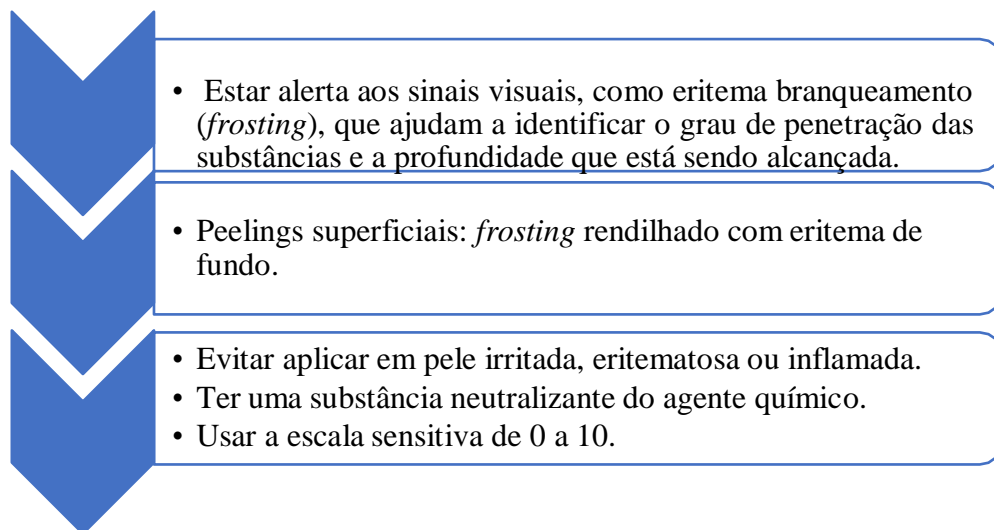 • Estar alerta aos sinais visuais, como eritema branqueamento
(frosting), que ajudam a identificar o grau de penetração das
substâncias e a profundidade que está sendo alcançada.
• Peelings superficiais: frosting rendilhado com eritema de
fundo.
• Evitar aplicar em pele irritada, eritematosa ou inflamada.
• Ter uma substância neutralizante do agente químico.
• Usar a escala sensitiva de 0 a 10.